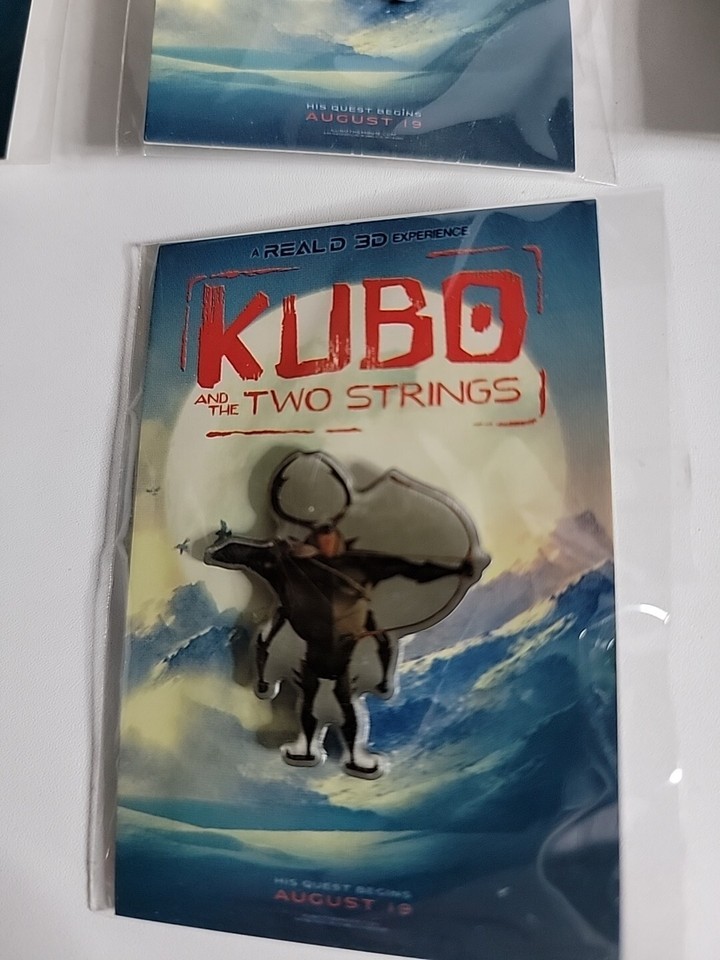 HIS QUEST BEGINS
AUGUST 19
A REAL D 3D EXPERIENCE
KUBO
AND THE TWO STRINGS
HIS QUEST BEGINS
AUGUST 19